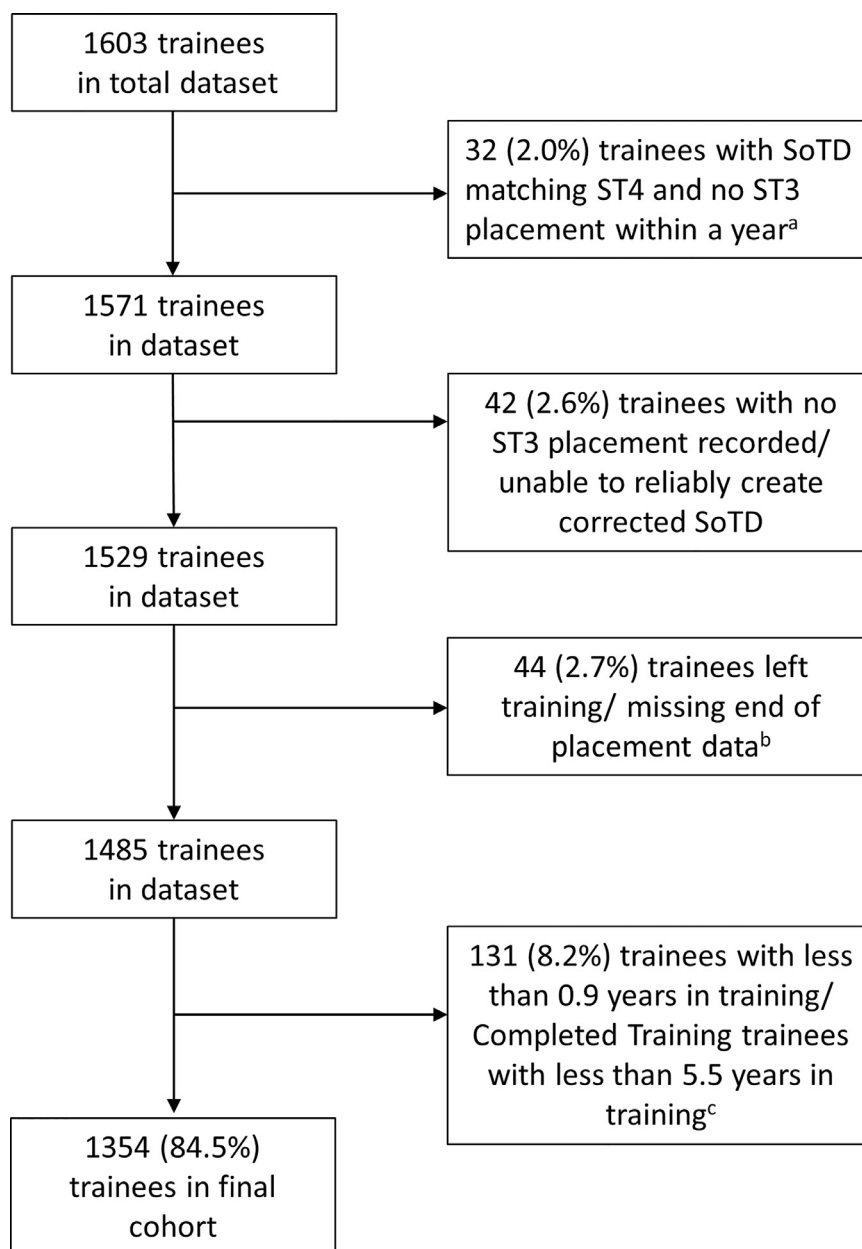 1603 trainees
in total dataset
32 (2.0%) trainees with SoTD
matching ST4 and no ST3
placement within a yearᵃ
1571 trainees
in dataset
42 (2.6%) trainees with no
ST3 placement recorded/
unable to reliably create
corrected SoTD
1529 trainees
in dataset
44 (2.7%) trainees left
training/ missing end of
placement dataᵇ
1485 trainees
in dataset
131 (8.2%) trainees with less
than 0.9 years in training/
Completed Training trainees
with less than 5.5 years in
trainingᶜ
1354 (84.5%)
trainees in final
cohort